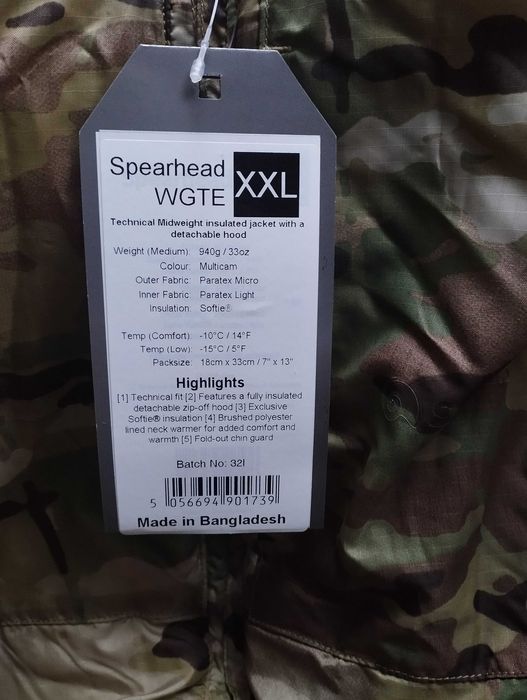 Spearhead
WGTE
XXL
Technical Midweight insulated jacket with a
detachable hood
Weight (Medium): 940g / 33oz
Colour: Multicam
Outer Fabric: Paratex Micro
Inner Fabric: Paratex Light
Insulation: Softie®
Temp (Comfort): -10°C / 14°F
Temp (Low): -15°C / 5°F
Packsize: 18cm x 33cm / 7" x 13"
Highlights
[1] Technical fit [2] Features a fully insulated
detachable zip-off hood [3] Exclusive
Softie® insulation [4] Brushed polyester
lined neck warmer for added comfort and
warmth [5] Fold-out chin guard
Batch No: 32I
5 056694 901739
Made in Bangladesh